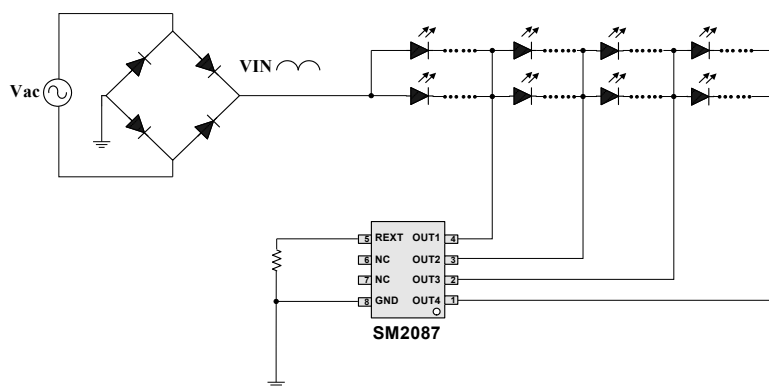 VIN
Vac
5 REXT OUT1 4
6 NC OUT2 3
7 NC OUT3 2
8 GND OUT4 1
SM2087